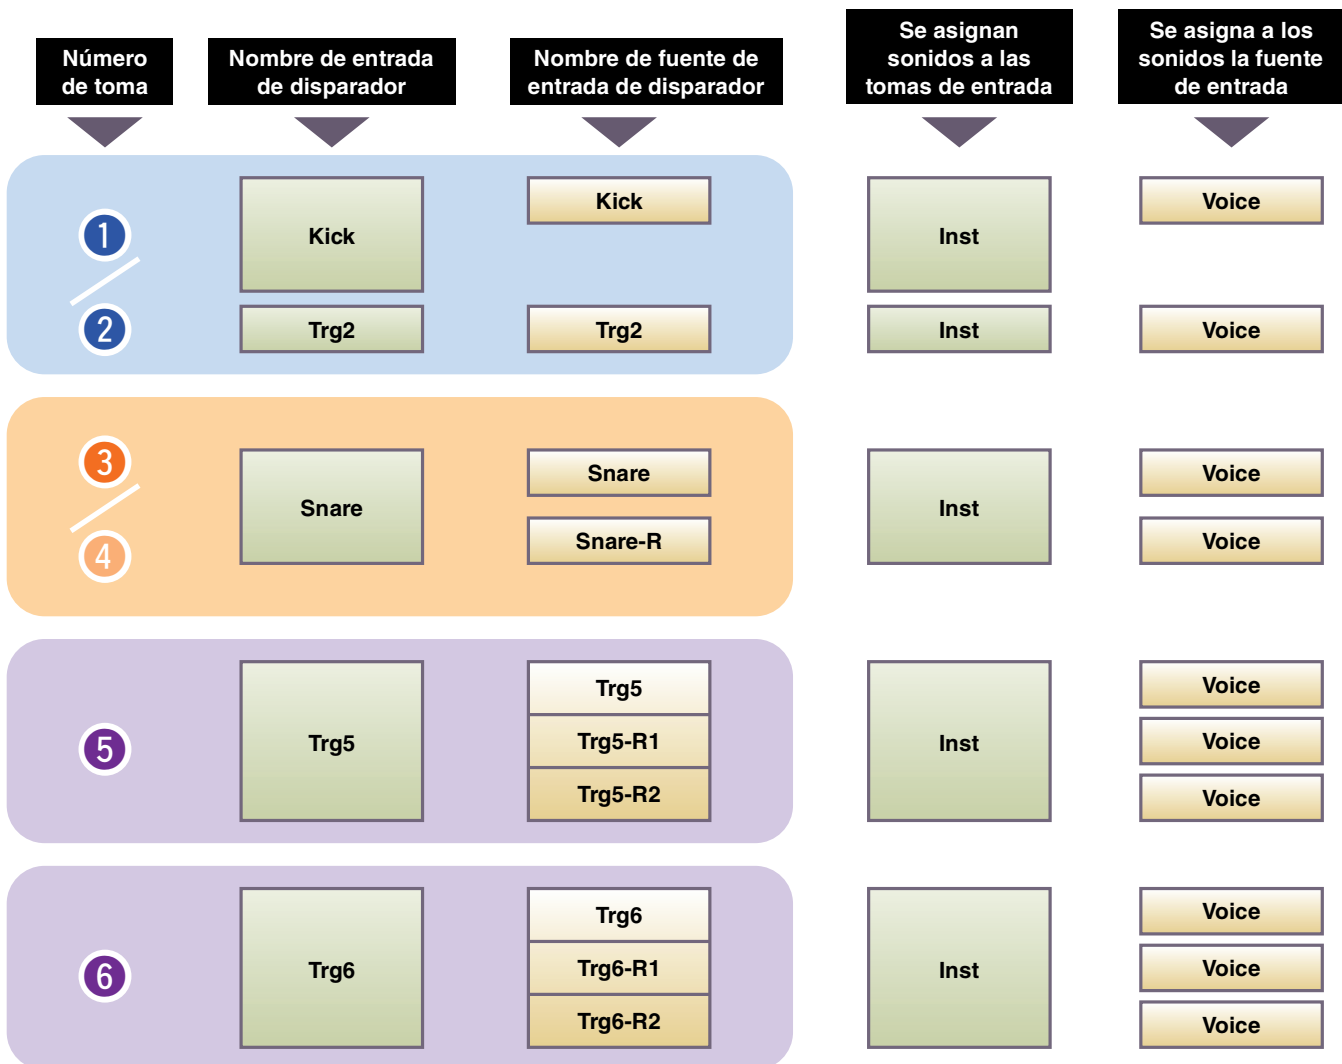 Número
de toma
Nombre de entrada
de disparador
Nombre de fuente de
entrada de disparador
Se asignan
sonidos a las
tomas de entrada
Se asigna a los
sonidos la fuente
de entrada
1
2
Kick
Kick
Inst
Voice
Trg2
Trg2
Inst
Voice
3
4
Snare
Snare
Snare-R
Inst
Voice
Voice
5
Trg5
Trg5
Trg5-R1
Trg5-R2
Inst
Voice
Voice
Voice
6
Trg6
Trg6
Trg6-R1
Trg6-R2
Inst
Voice
Voice
Voice